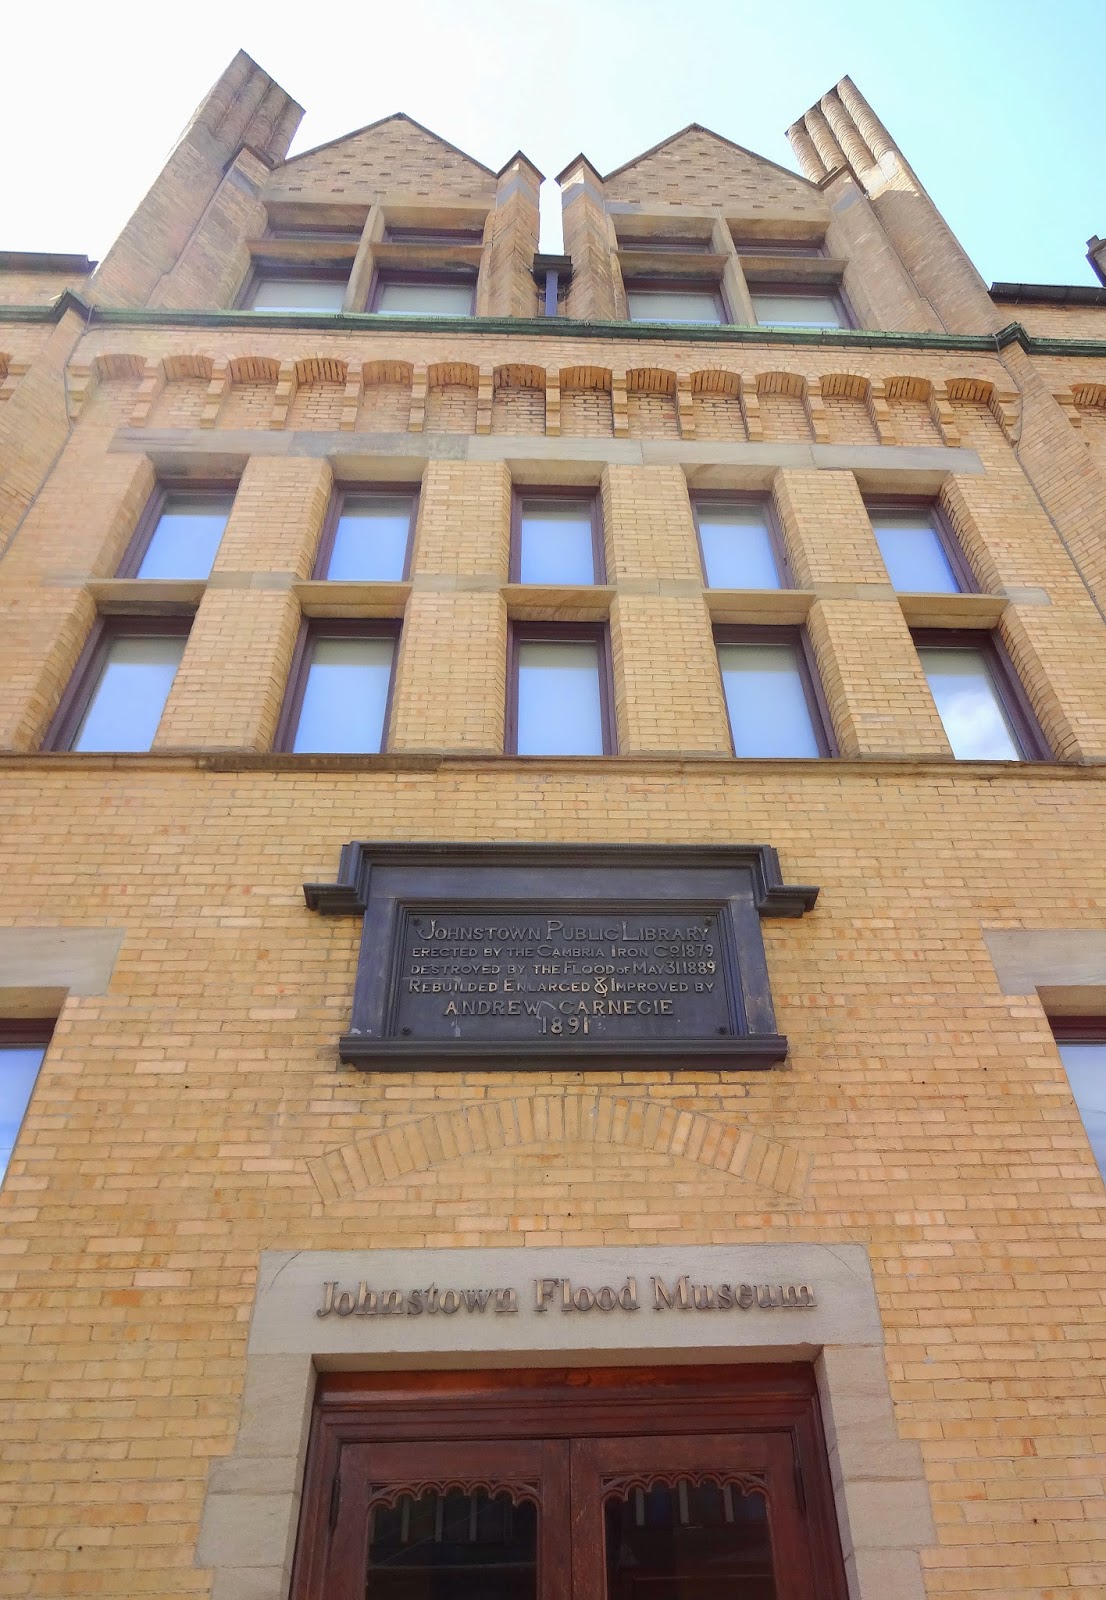 Johnstown Public Library
Erected by the Cambria Iron Co 1879
Destroyed by the Flood of May 31 1889
Rebuilded Enlarged & Improved by
Andrew Carnegie
1891
Johnstown Flood Museum